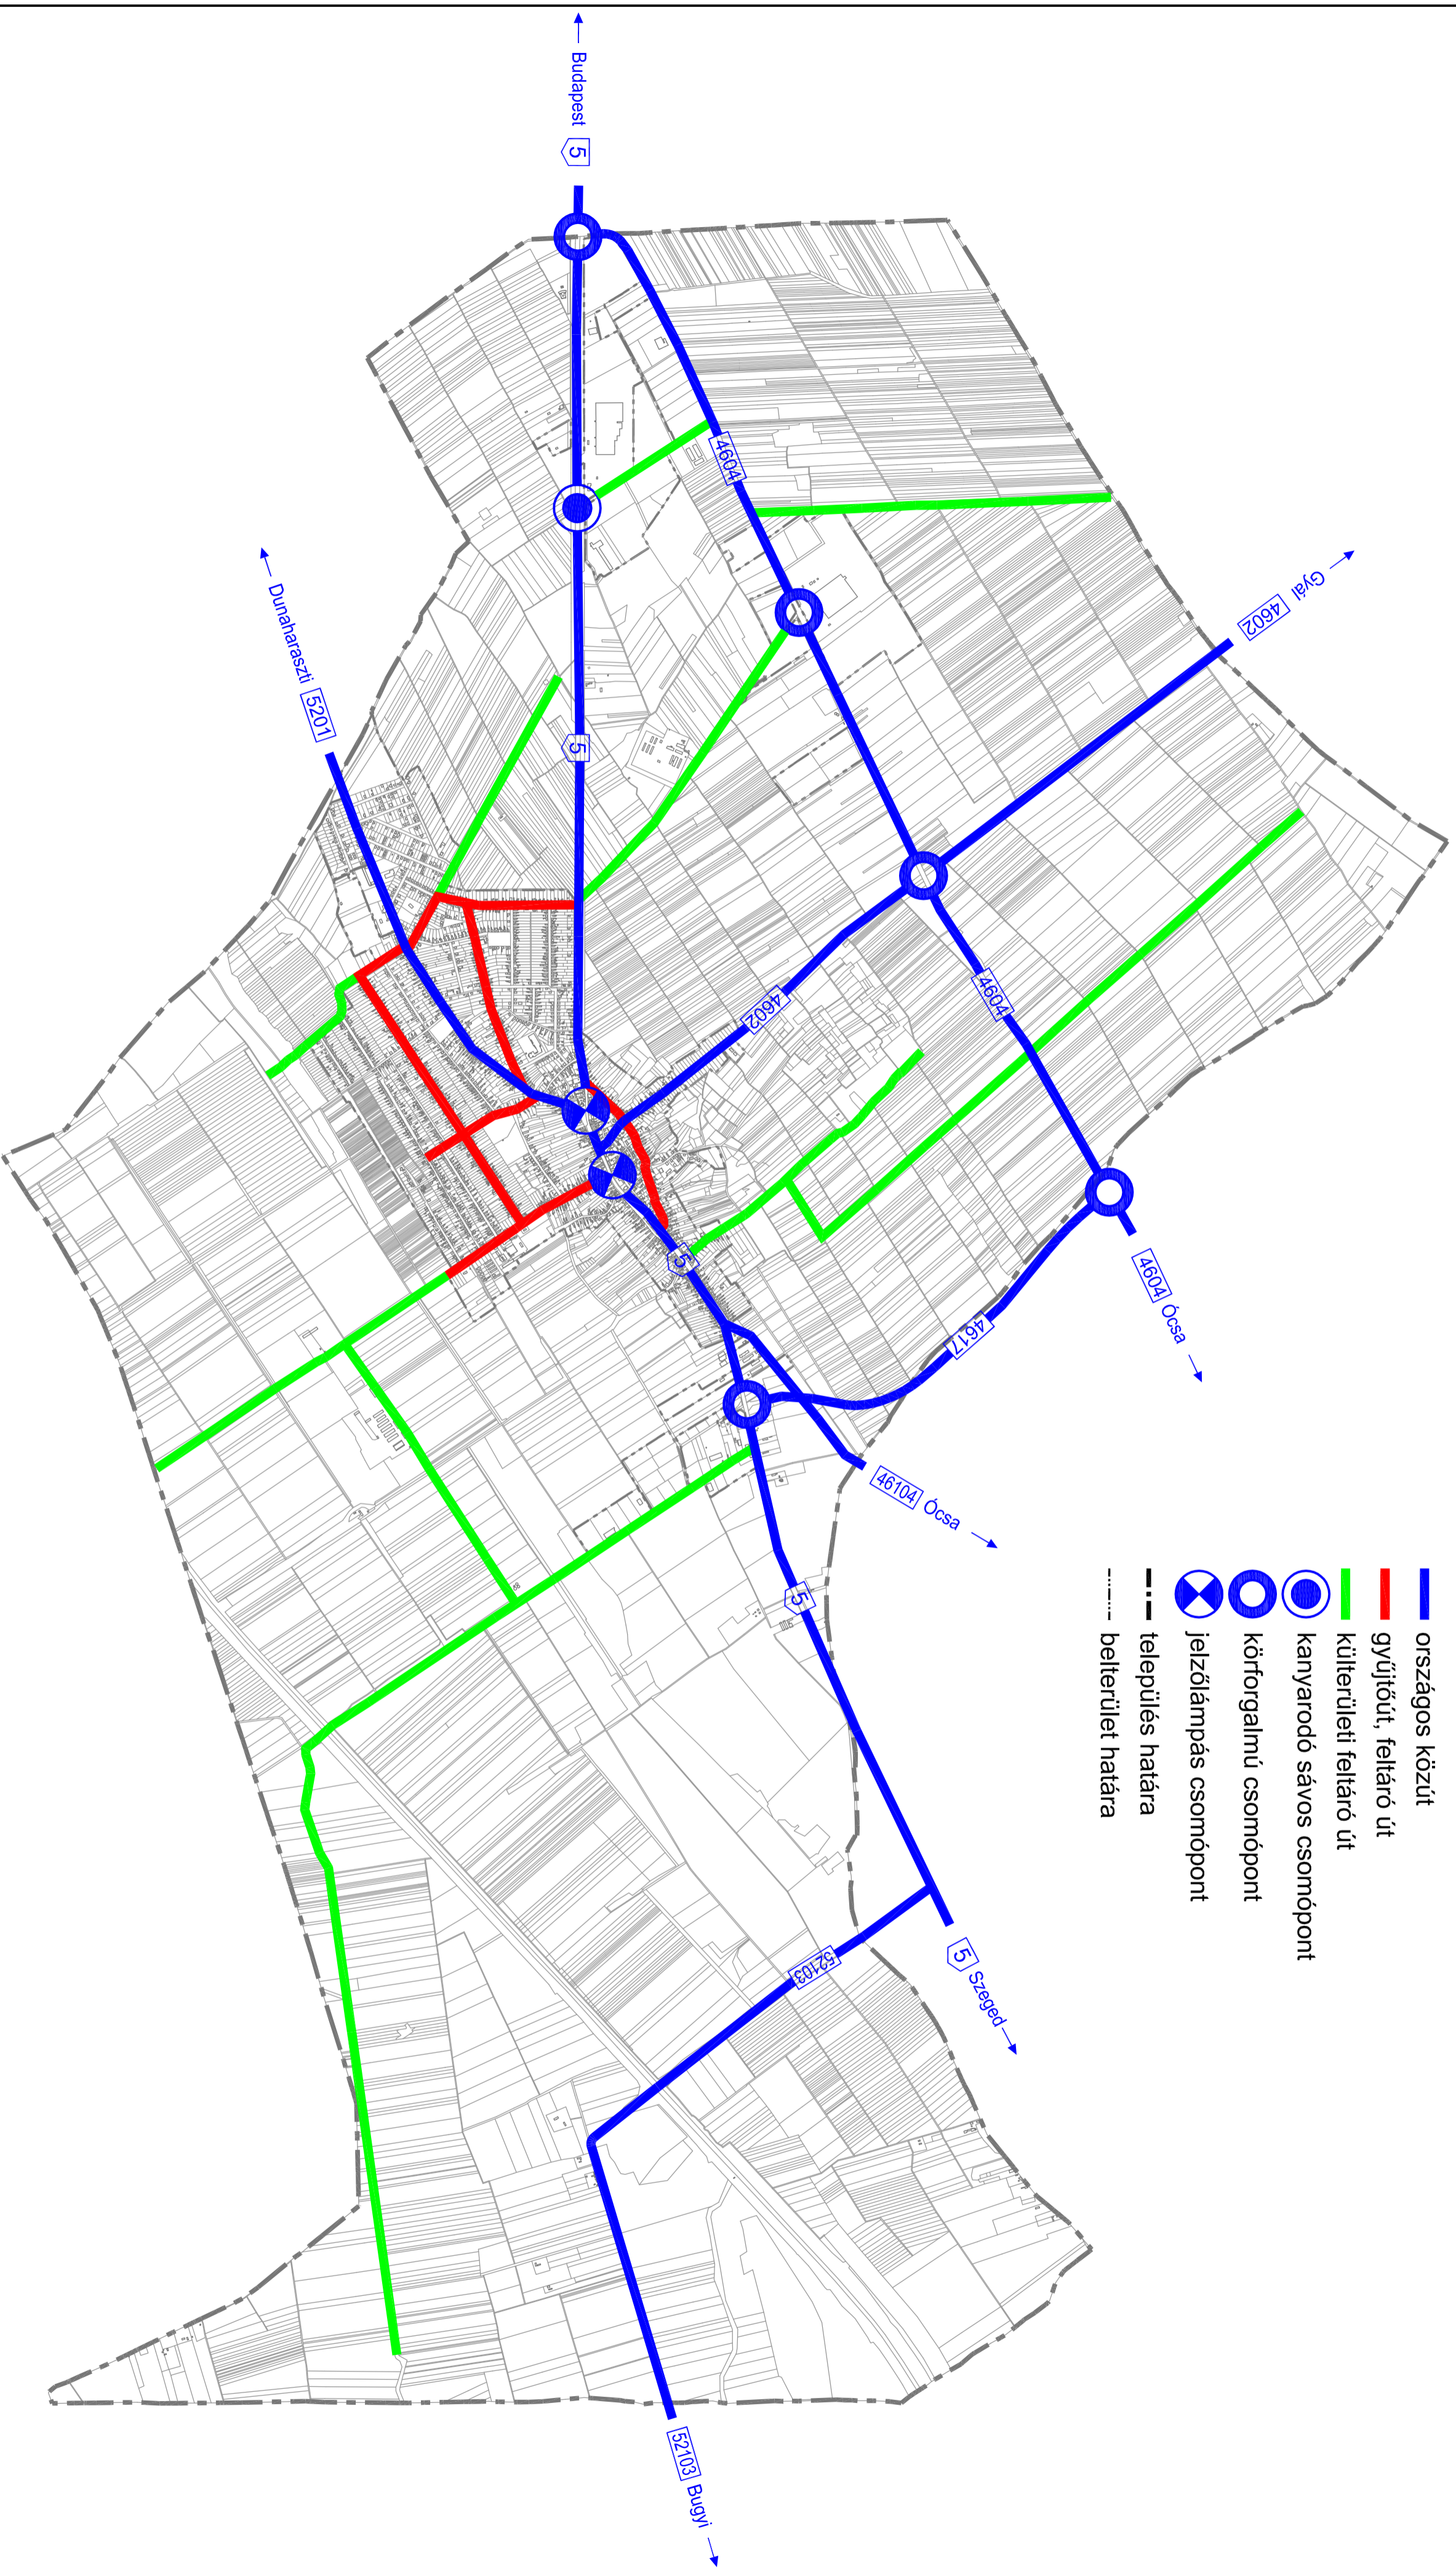 országos közút
gyűjtőút, feltáró út
külterületi feltáró út
kanyarodó sávos csomópont
körforgalmú csomópont
jelzőlámpás csomópont
település határa
belterület határa
Budapest 5
4604
Gyál 4602
Dunaharaszti 5201
5
4602
4604
5
4604 Ócsa
4617
46104 Ócsa
5
5 Szeged
52103
52103 Bugyi